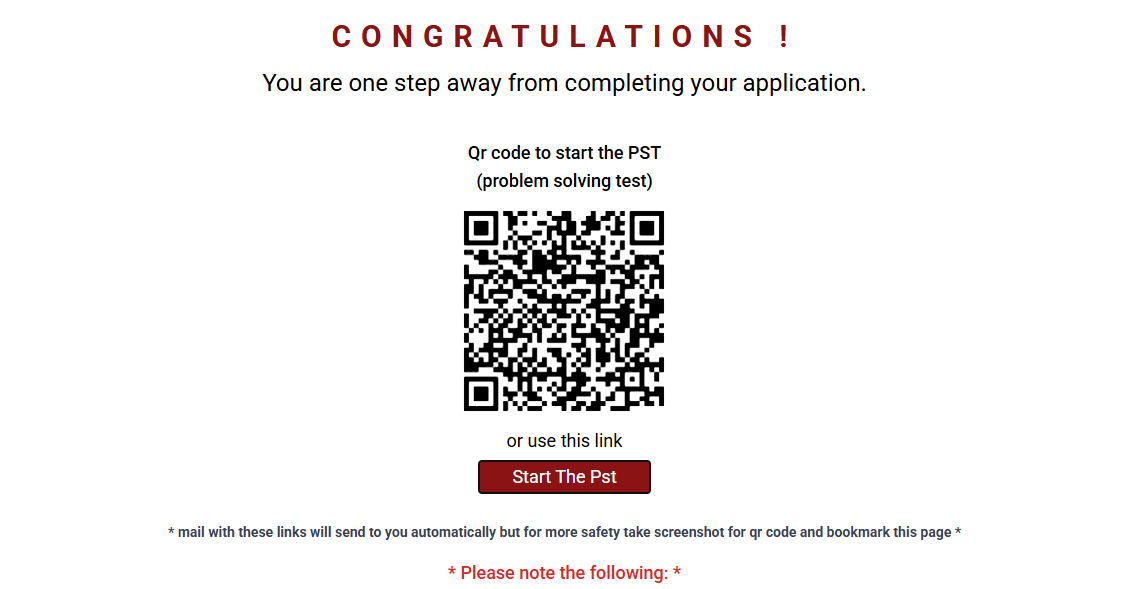 CONGRATULATIONS !
You are one step away from completing your application.
Qr code to start the PST
(problem solving test)
or use this link
Start The Pst
* mail with these links will send to you automatically but for more safety take screenshot for qr code and bookmark this page *
* Please note the following: *